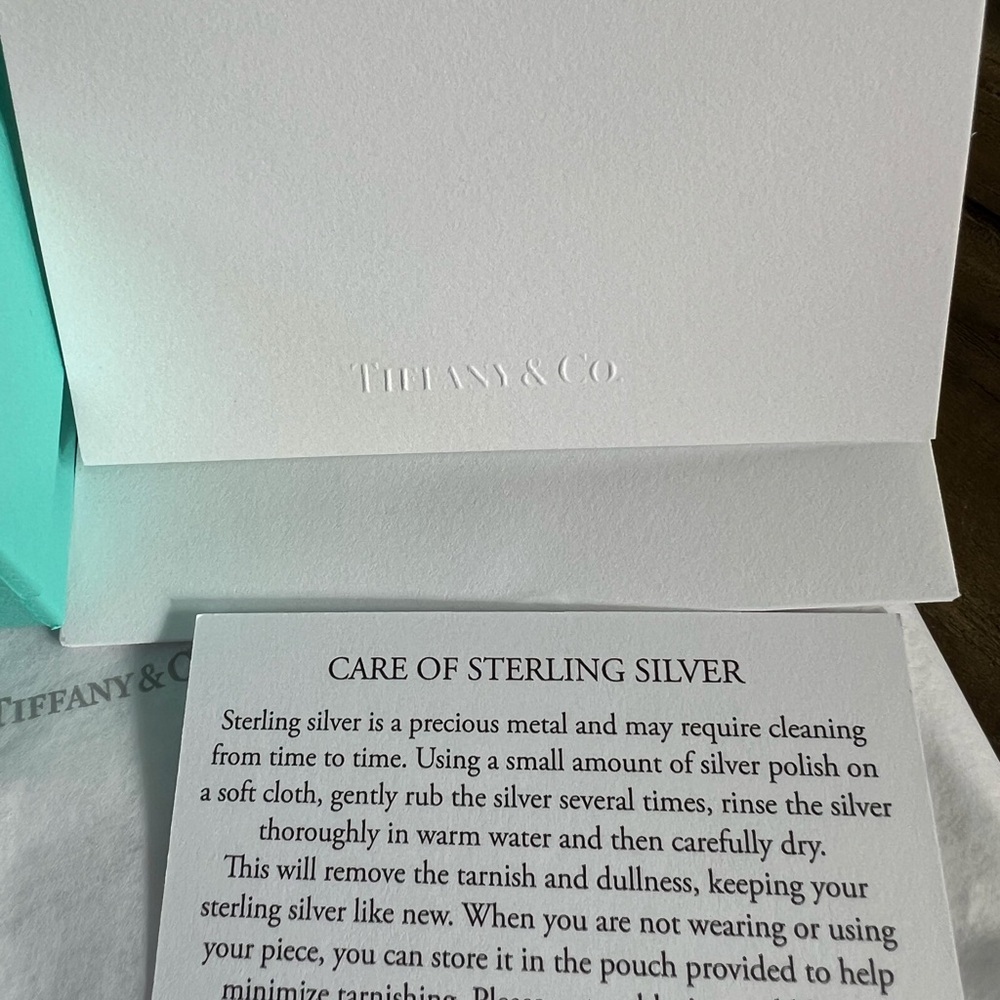 TIFFANY & CO.
TIFFANY & C
CARE OF STERLING SILVER
Sterling silver is a precious metal and may require cleaning
from time to time. Using a small amount of silver polish on
a soft cloth, gently rub the silver several times, rinse the silver
thoroughly in warm water and then carefully dry.
This will remove the tarnish and dullness, keeping your
sterling silver like new. When you are not wearing or using
your piece, you can store it in the pouch provided to help
minimize tarnishing.